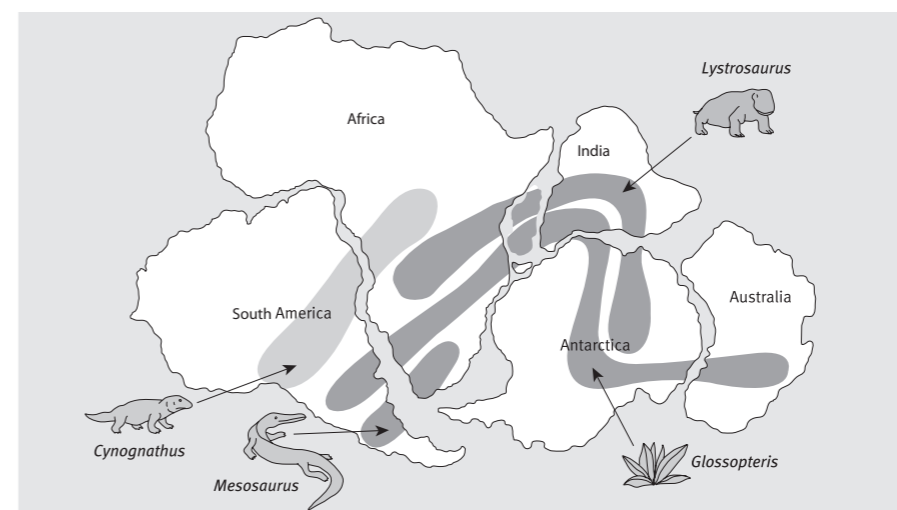 Lystrosaurus
Africa
India
Australia
South America
Antarctica
Cynognathus
Glossopteris
Mesosaurus